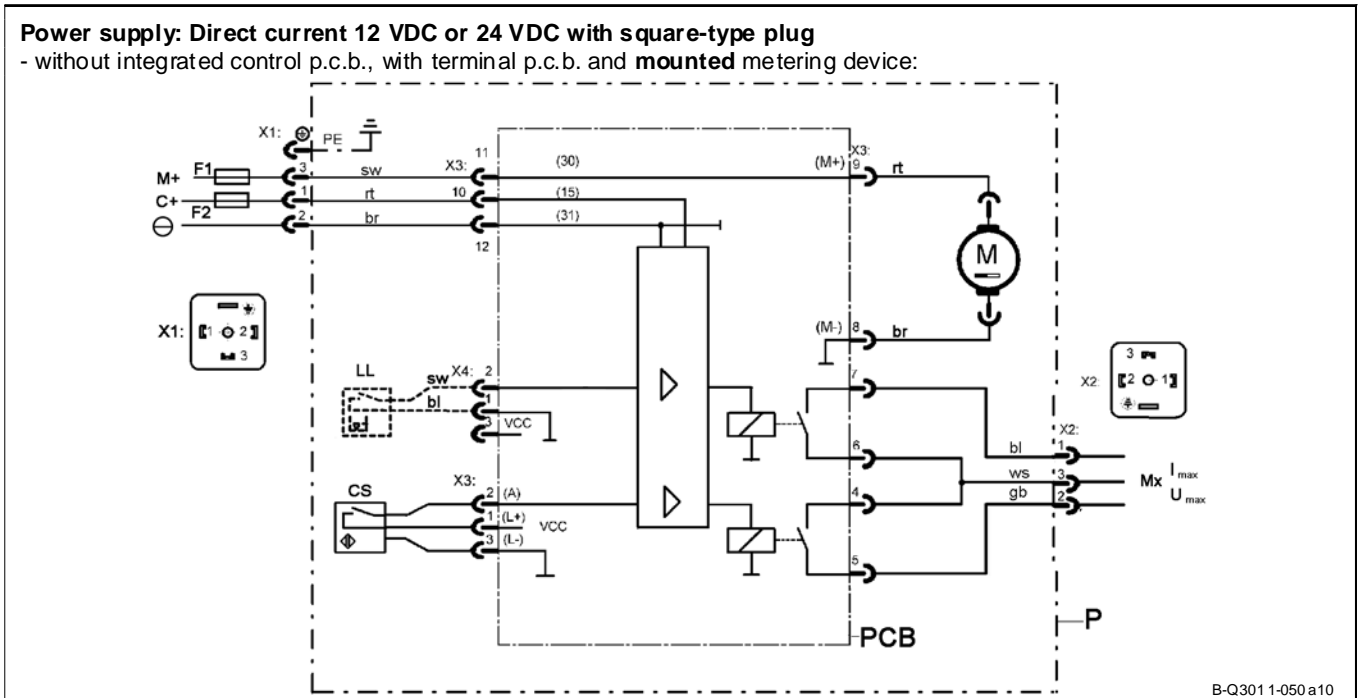 Power supply: Direct current 12 VDC or 24 VDC with square-type plug
- without integrated control p.c.b., with terminal p.c.b. and mounted metering device:
X1: PE
M+ F1 3 sw X3: 11 (30) (M+) X3: 9 rt
C+ F2 1 rt 10 (15)
2 br 12 (31)
M
X1: 1 2 3
(M-) 8 br
X2: 3 2 1
LL sw bl X4: 2 1 3 VCC
7
6
X2:
bl 1
ws 3 Mx I max
gb 2 U max
CS X3: 2 (A)
1 (L+) VCC
3 (L-)
4
5
PCB
P
B-Q3011-050a10